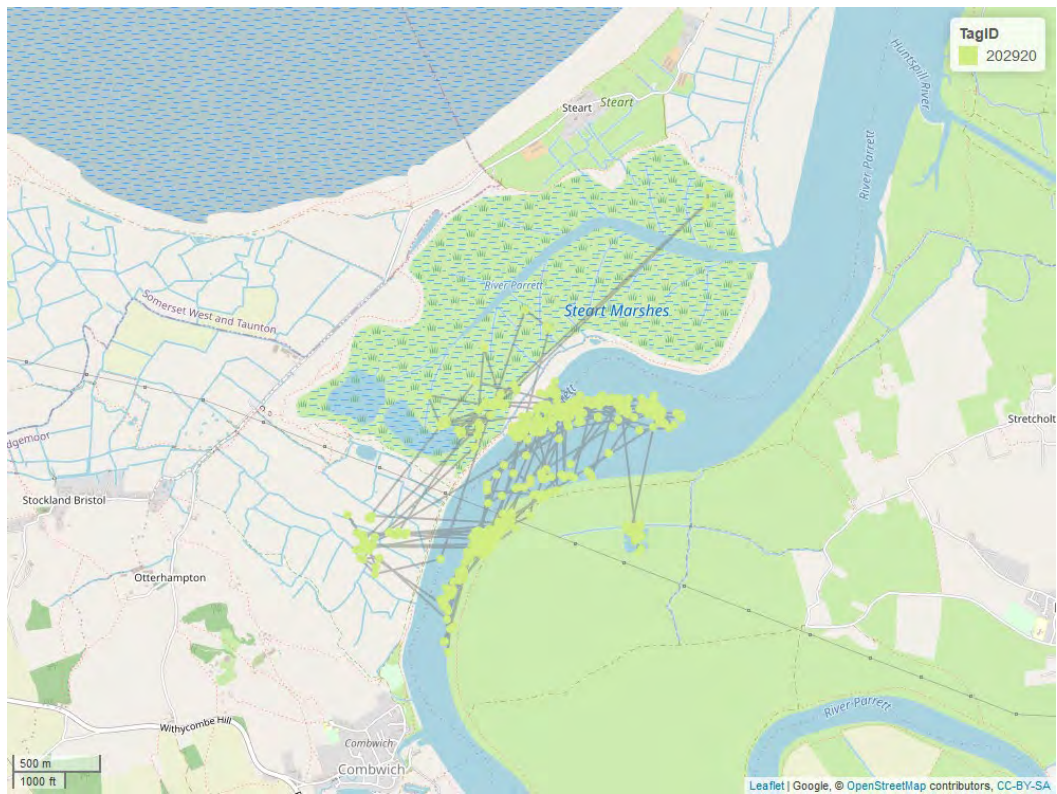 TagID
202920
Huntspill River
Steart
Steart
River Parrett
River Parrett
Steart Marshes
Somerset West and Taunton
dgemoor
ett
Stretcholt
Stockland Bristol
Otterhampton
River Parrett
Withycombe Hill
Combwich
Combwich
500 m
1000 ft
Leaflet | Google, © OpenStreetMap contributors, CC-BY-SA